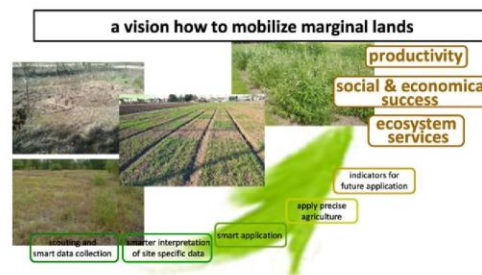 a vision how to mobilize marginal lands
productivity
social & economical
success
ecosystem
services
indicators for
future application
apply precise
agriculture
smart application
scouting and
smart data collection
smarter interpretation
of site specific data